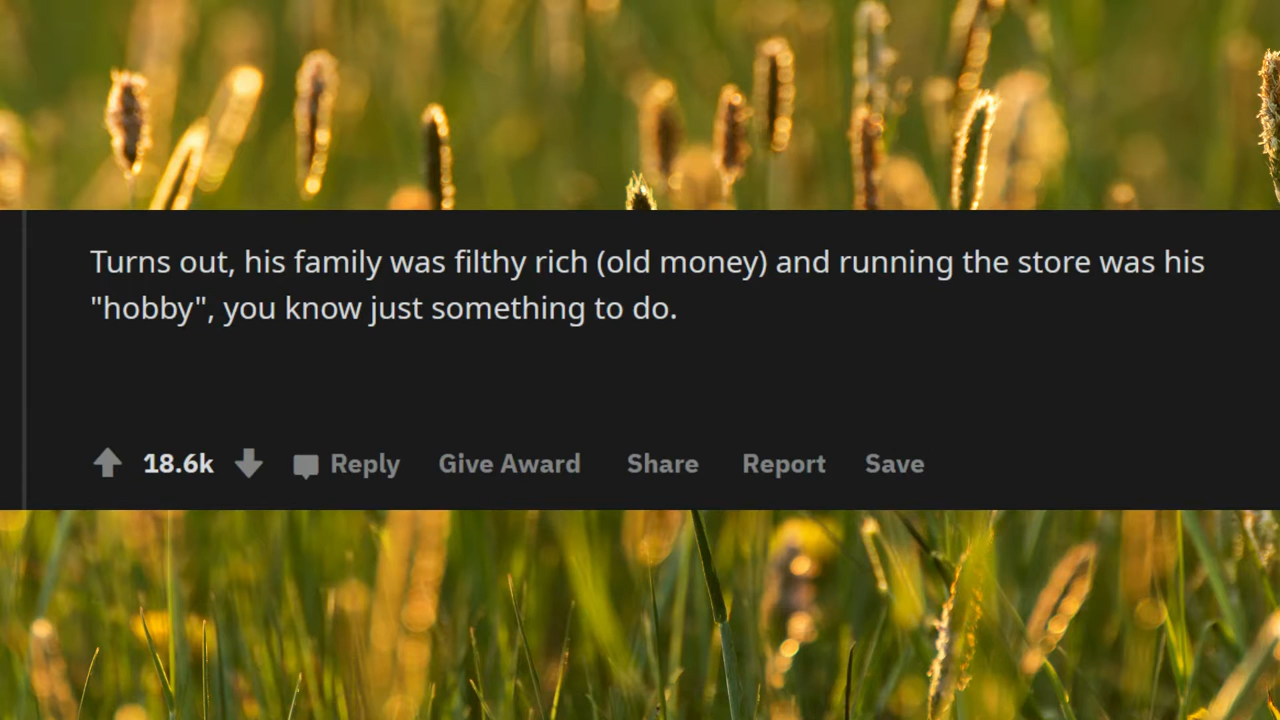 Turns out, his family was filthy rich (old money) and running the store was his
"hobby", you know just something to do.
18.6k Reply Give Award Share Report Save